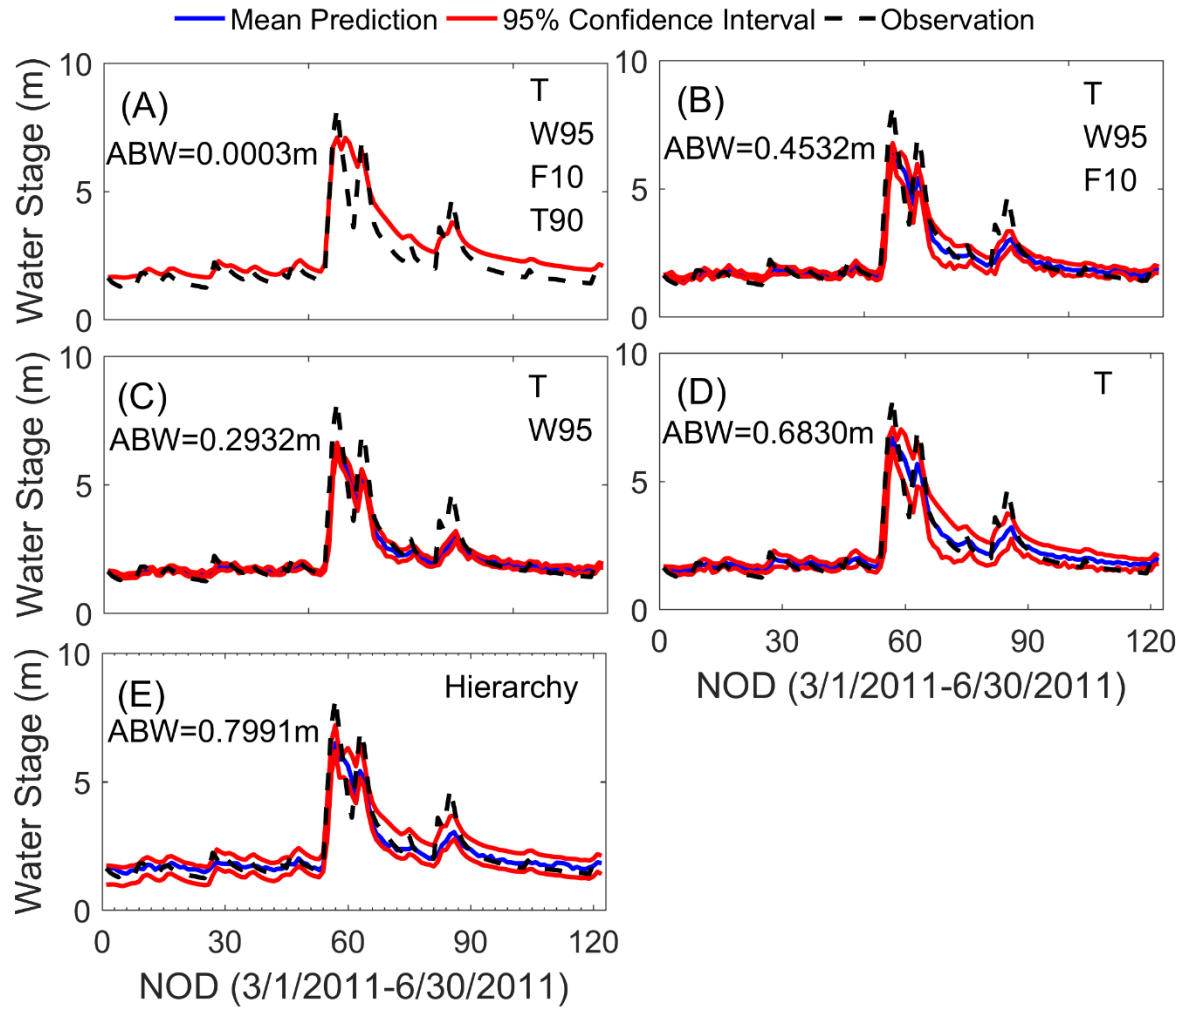 Mean Prediction 95% Confidence Interval Observation
Water Stage (m)
10
5
0
(A)
ABW=0.0003m
T
W95
F10
T90
Water Stage (m)
10
5
0
(B)
ABW=0.4532m
T
W95
F10
Water Stage (m)
10
5
0
(C)
ABW=0.2932m
T
W95
10
5
0
(D)
ABW=0.6830m
T
0 30 60 90 120
NOD (3/1/2011-6/30/2011)
Water Stage (m)
10
5
0
(E)
ABW=0.7991m
Hierarchy
0 30 60 90 120
NOD (3/1/2011-6/30/2011)